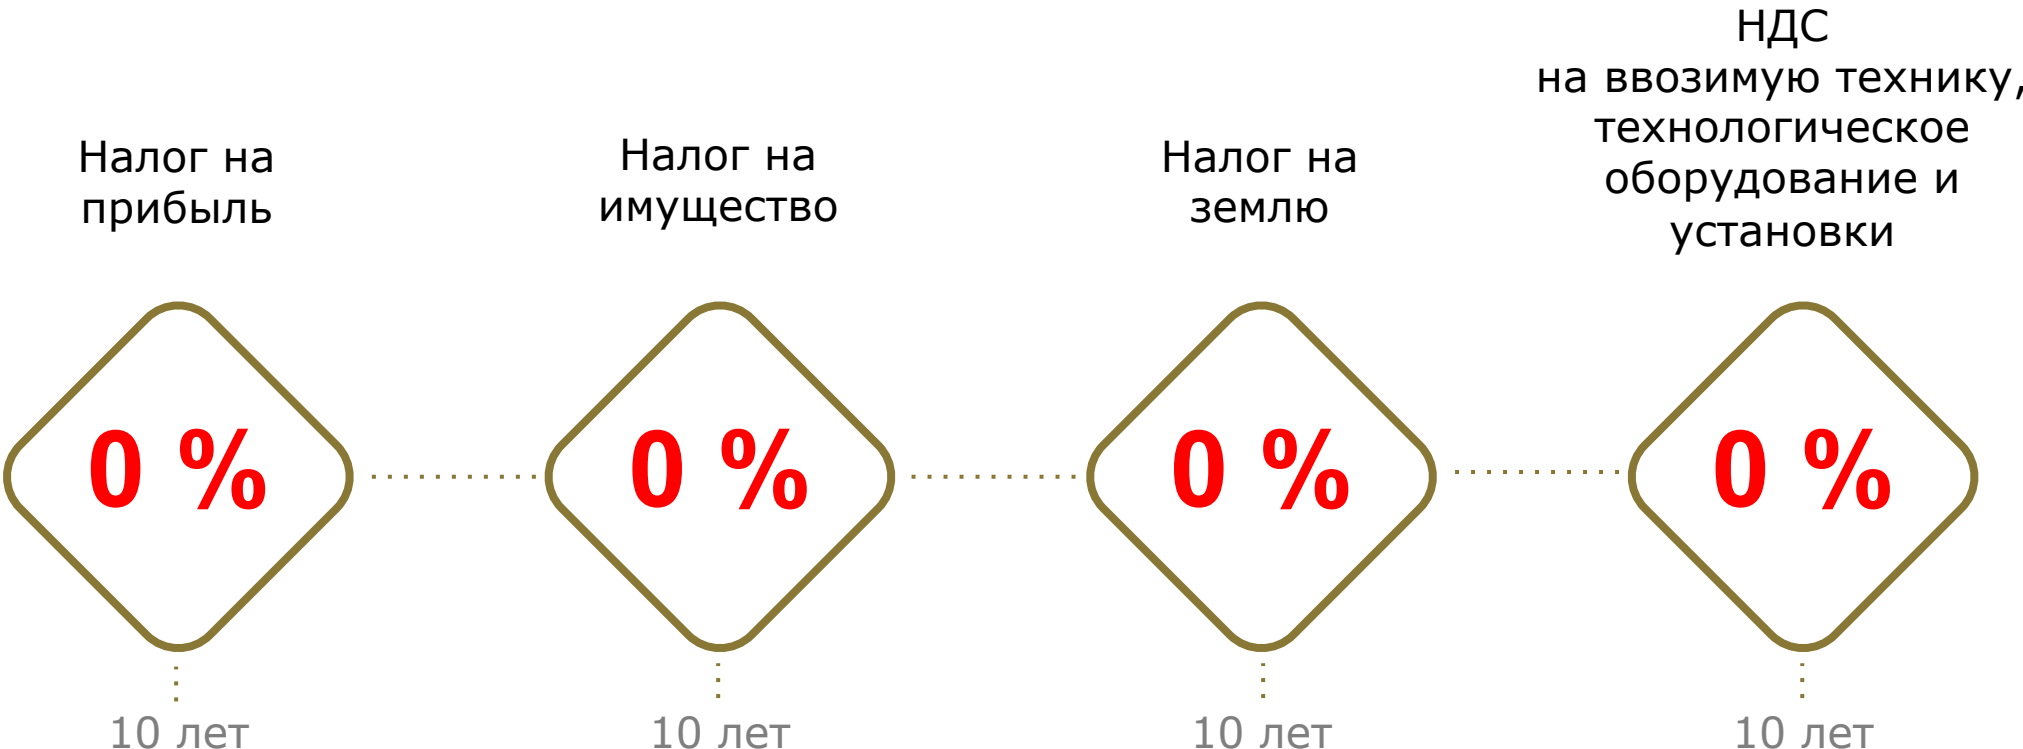 Налог на
прибыль
0 %
10 лет
Налог на
имущество
0 %
10 лет
Налог на
землю
0 %
10 лет
НДС
на ввозимую технику,
технологическое
оборудование и
установки
0 %
10 лет